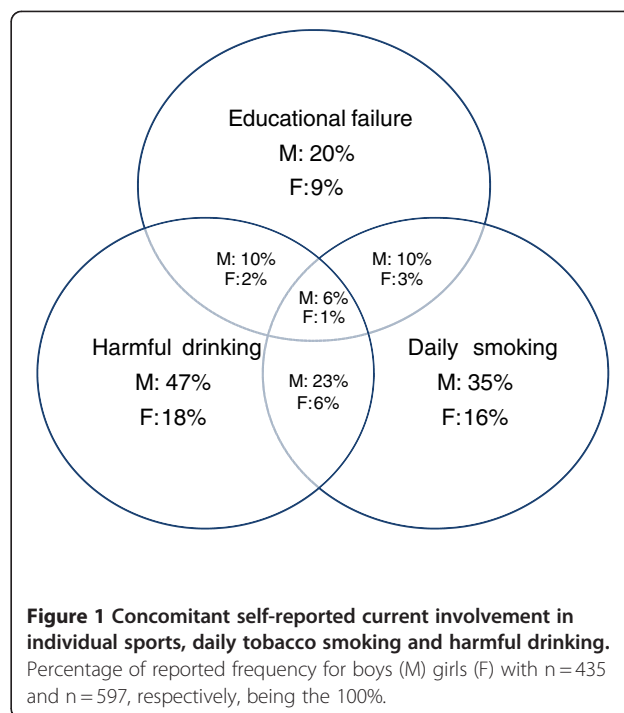 Educational failure
M: 20%
F:9%
M: 10%
F:2%
M: 10%
F:3%
M: 6%
F:1%
Harmful drinking
M: 47%
F:18%
M: 23%
F:6%
Daily smoking
M: 35%
F:16%
Figure 1 Concomitant self-reported current involvement in
individual sports, daily tobacco smoking and harmful drinking.
Percentage of reported frequency for boys (M) girls (F) with n = 435
and n = 597, respectively, being the 100%.